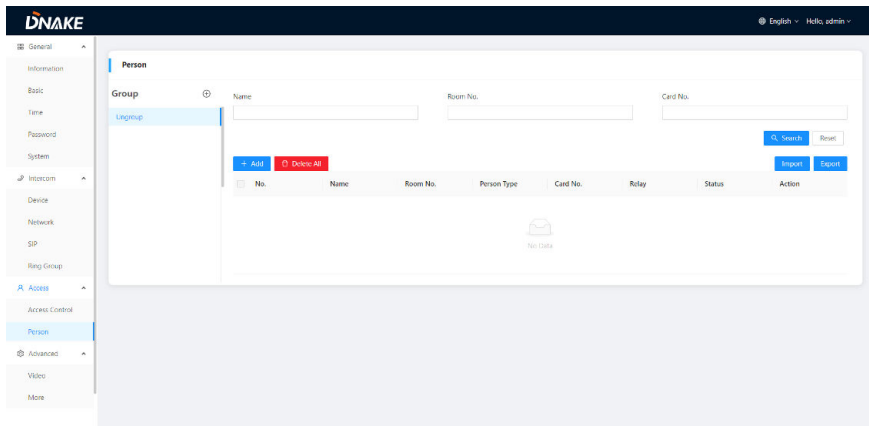 DNAKE
English
Hello, admin
General
Information
Basic
Time
Password
System
Intercom
Device
Network
SIP
Ring Group
Access
Access Control
Person
Advanced
Video
More
Person
Group
Ungroup
Name
Room No.
Card No.
Search
Reset
+ Add
Delete All
Import
Export
No.
Name
Room No.
Person Type
Card No.
Relay
Status
Action
No Data